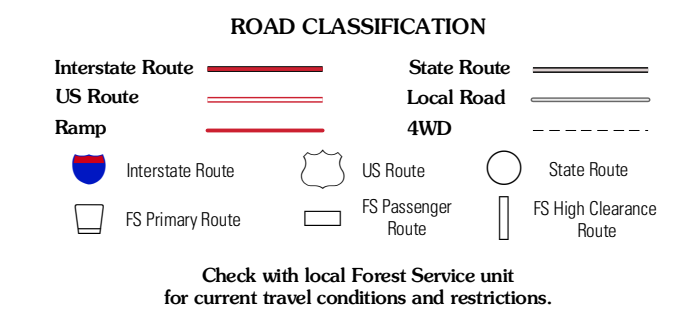 ROAD CLASSIFICATION
Interstate Route
State Route
US Route
Local Road
Ramp
4WD
Interstate Route
US Route
State Route
FS Primary Route
FS Passenger
Route
FS High Clearance
Route
Check with local Forest Service unit
for current travel conditions and restrictions.